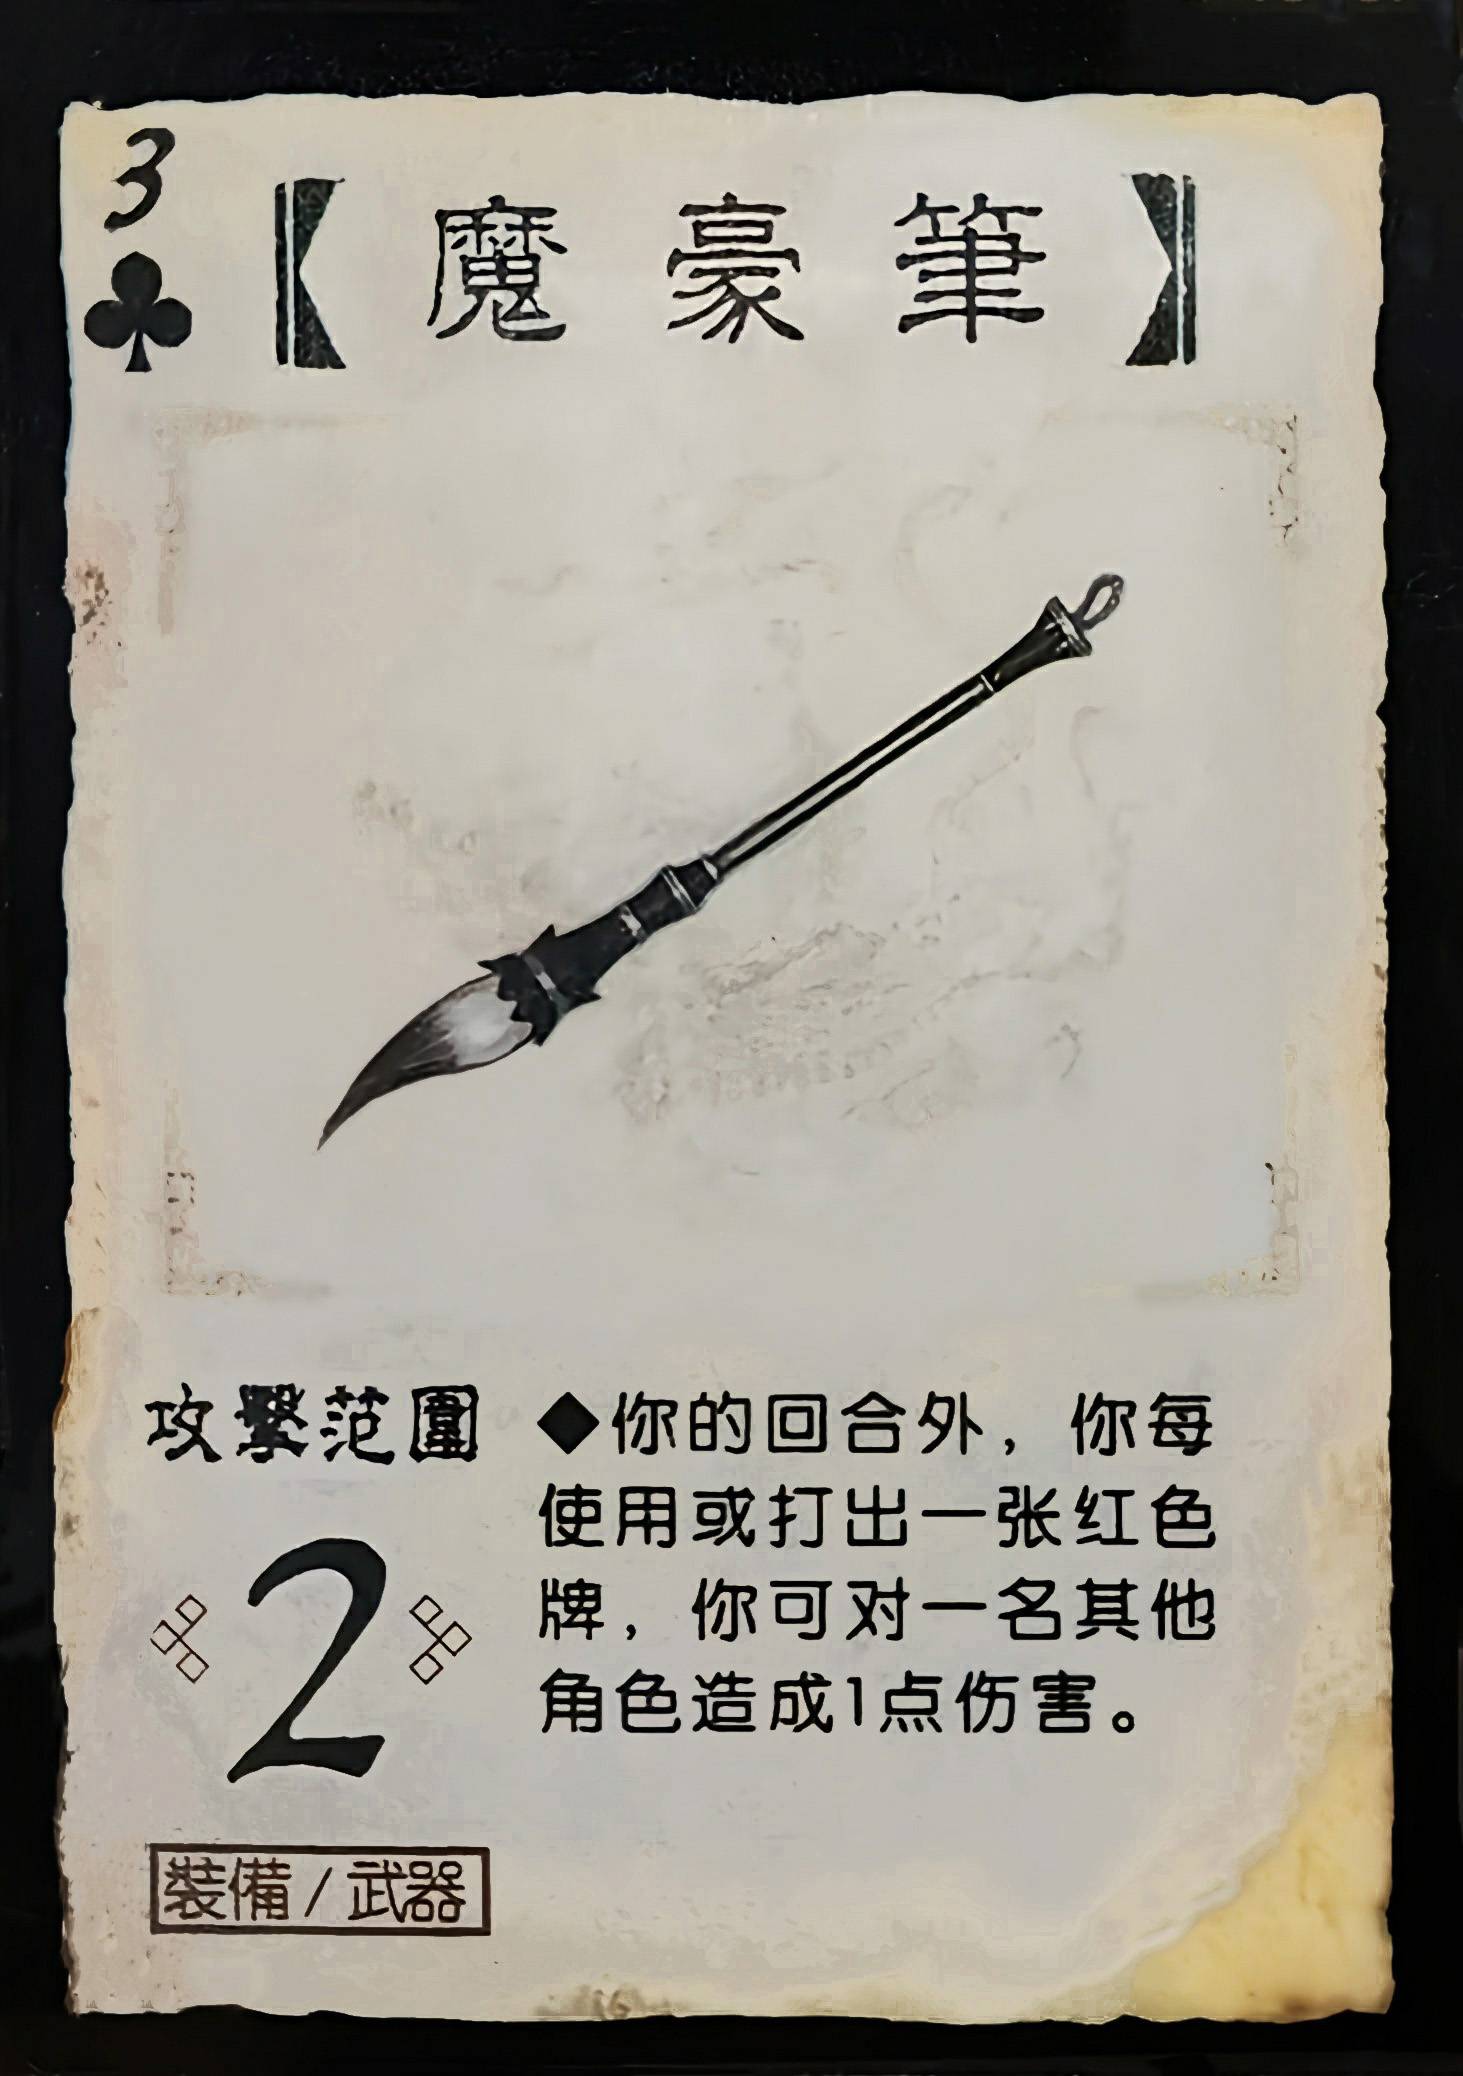 3
【魔豪筆】
攻擊范圍
2
◆你的回合外，你每
使用或打出一张红色
牌，你可对一名其他
角色造成1点伤害。
裝備/武器